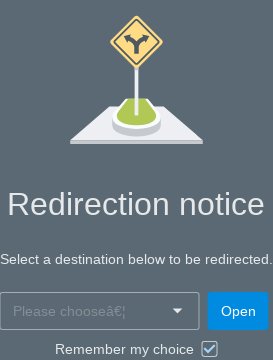 Redirection notice
Select a destination below to be redirected.
Please chooseâ€¦
Open
Remember my choice